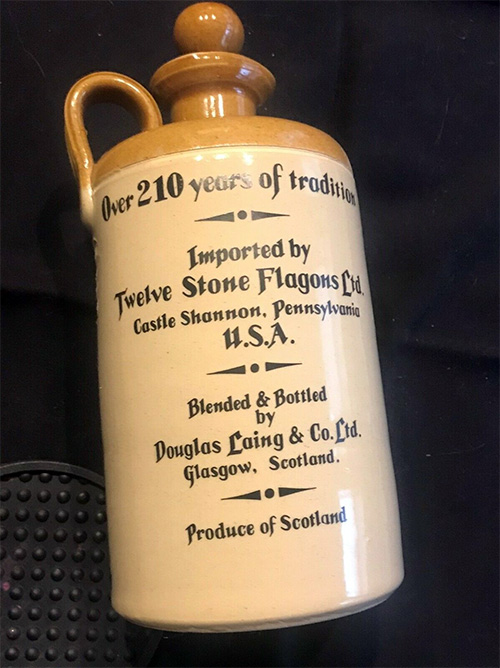 Over 210 years of tradition
Imported by
Twelve Stone Flagons Ltd.
Castle Shannon, Pennsylvania
U.S.A.
Blended & Bottled
by
Douglas Laing & Co. Ltd.
Glasgow, Scotland.
Produce of Scotland